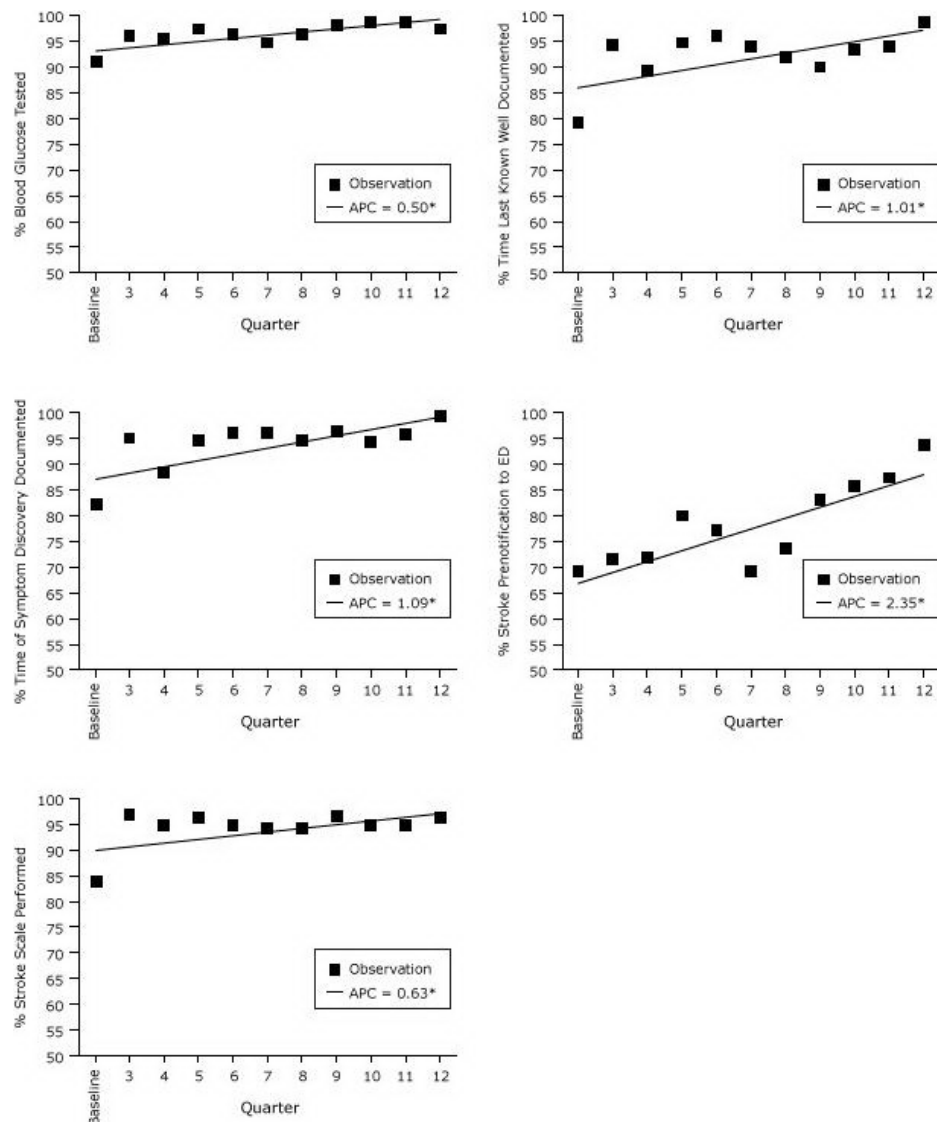 % Blood Glucose Tested
100
95
90
85
80
75
70
65
60
55
50
Observation
APC = 0.50*
Baseline 3 4 5 6 7 8 9 10 11 12
Quarter
% Time Last Known Well Documented
100
95
90
85
80
75
70
65
60
55
50
Observation
APC = 1.01*
Baseline 3 4 5 6 7 8 9 10 11 12
Quarter
% Time of Symptom Discovery Documented
100
95
90
85
80
75
70
65
60
55
50
Observation
APC = 1.09*
Baseline 3 4 5 6 7 8 9 10 11 12
Quarter
% Stroke Prenotification to ED
100
95
90
85
80
75
70
65
60
55
50
Observation
APC = 2.35*
Baseline 3 4 5 6 7 8 9 10 11 12
Quarter
% Stroke Scale Performed
100
95
90
85
80
75
70
65
60
55
50
Observation
APC = 0.63*
Baseline 3 4 5 6 7 8 9 10 11 12
Quarter